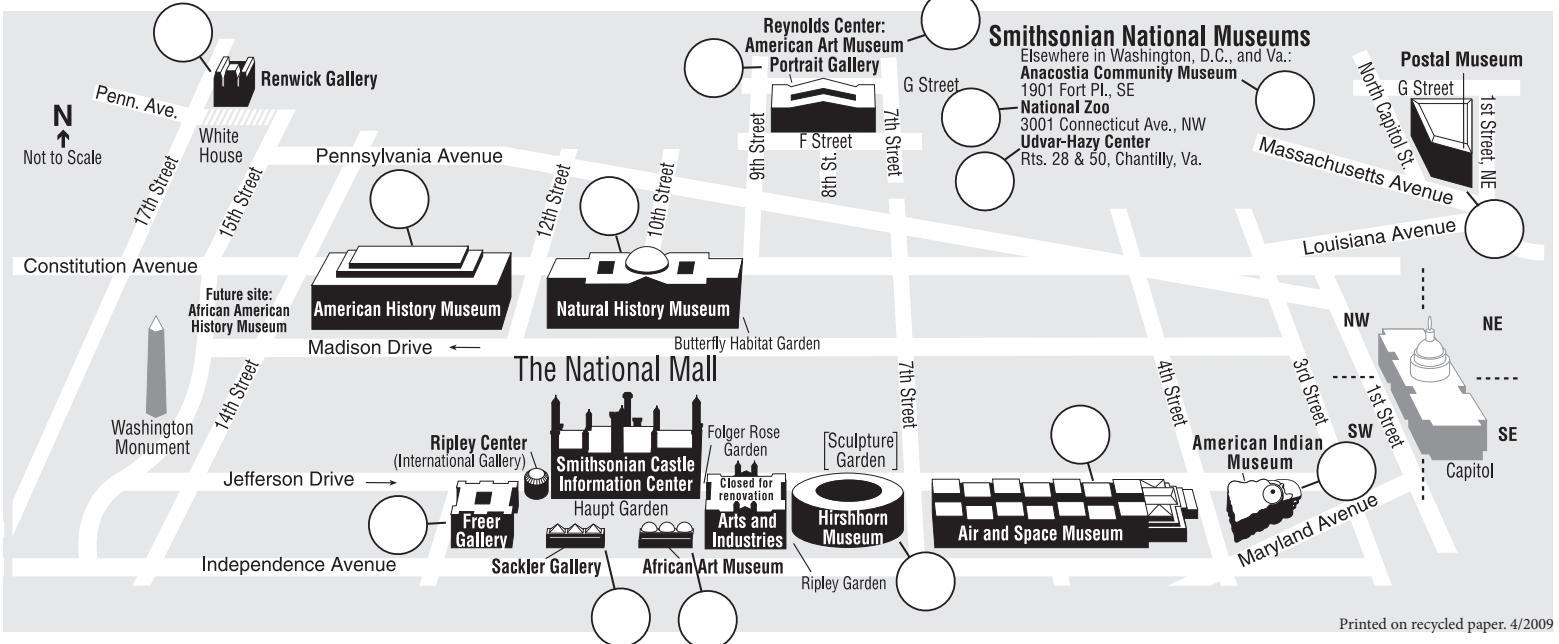 Reynolds Center:
American Art Museum
Portrait Gallery
Smithsonian National Museums
Elsewhere in Washington, D.C., and Va.:
Anacostia Community Museum
1901 Fort Pl., SE
National Zoo
3001 Connecticut Ave., NW
Udvar-Hazy Center
Rts. 28 & 50, Chantilly, Va.
Postal Museum
G Street
North Capitol St.
1st Street, NE
Massachusetts Avenue
Louisiana Avenue
Renwick Gallery
Penn. Ave.
N
Not to Scale
White
House
G Street
F Street
9th Street
8th St.
7th Street
Pennsylvania Avenue
17th Street
15th Street
12th Street
10th Street
Constitution Avenue
Future site:
African American
History Museum
American History Museum
Natural History Museum
Butterfly Habitat Garden
Madison Drive
The National Mall
NW
NE
SW
SE
Capitol
Washington
Monument
14th Street
7th Street
4th Street
3rd Street
1st Street
Ripley Center
(International Gallery)
Smithsonian Castle
Information Center
Folger Rose
Garden
[Sculpture
Garden]
American Indian
Museum
Jefferson Drive
Closed for
renovation
Haupt Garden
Freer
Gallery
Arts and
Industries
Hirshhorn
Museum
Air and Space Museum
Maryland Avenue
Independence Avenue
Sackler Gallery
African Art Museum
Ripley Garden
Printed on recycled paper. 4/2009